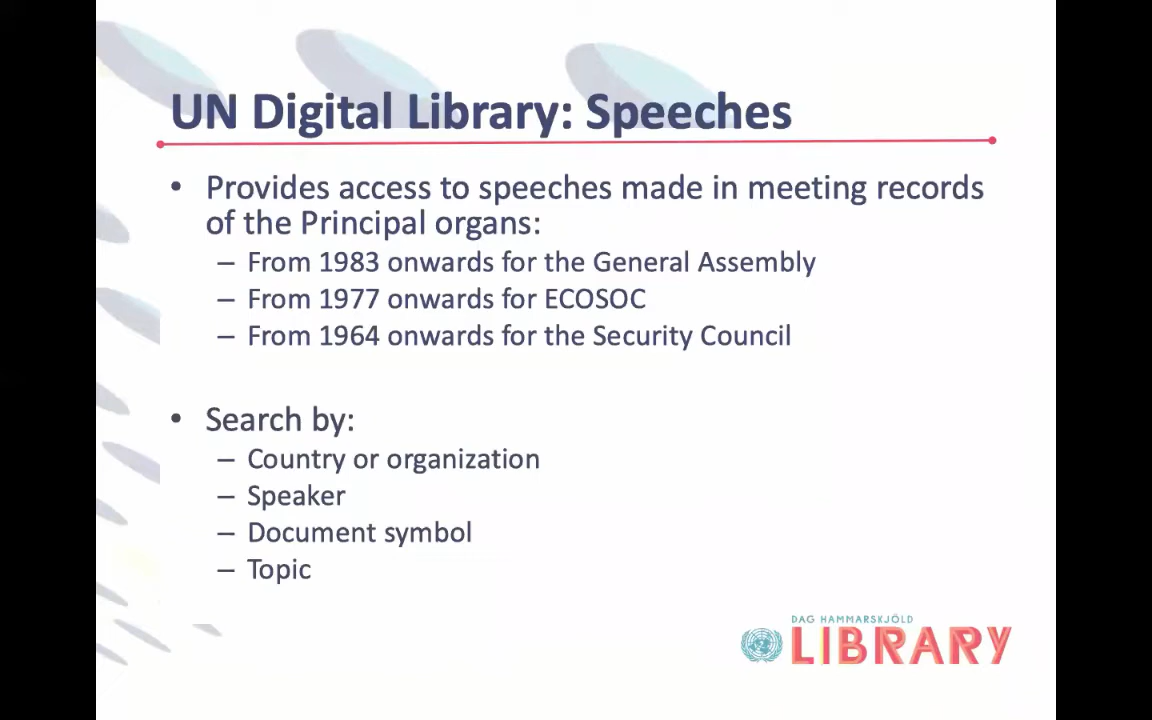 UN Digital Library: Speeches
• Provides access to speeches made in meeting records
of the Principal organs:
– From 1983 onwards for the General Assembly
– From 1977 onwards for ECOSOC
– From 1964 onwards for the Security Council
• Search by:
– Country or organization
– Speaker
– Document symbol
– Topic
DAG HAMMARSKJÖLD
LIBRARY